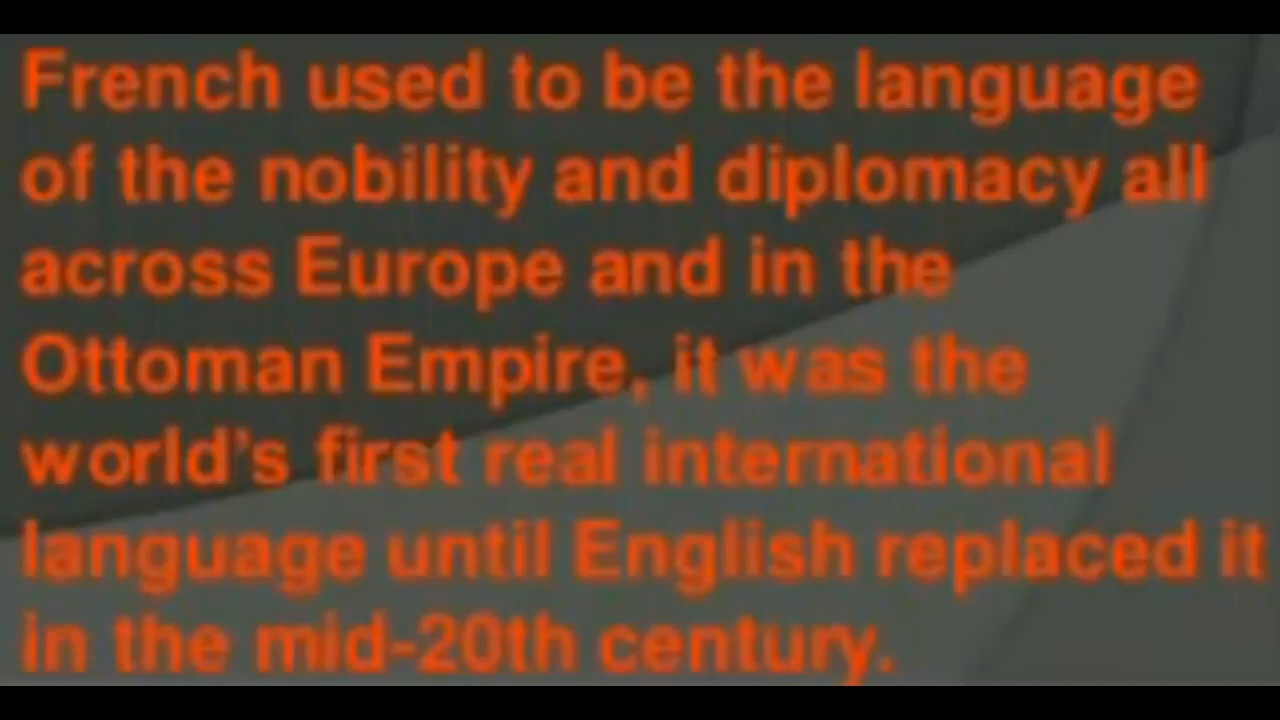 French used to be the language
of the nobility and diplomacy all
across Europe and in the
Ottoman Empire, it was the
world's first real international
language until English replaced it
in the mid-20th century.